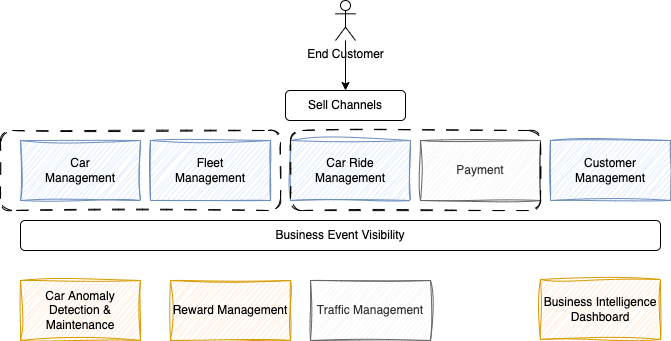 End Customer
Sell Channels
Car
Management
Fleet
Management
Car Ride
Management
Payment
Customer
Management
Business Event Visibility
Car Anomaly
Detection &
Maintenance
Reward Management
Traffic Management
Business Intelligence
Dashboard